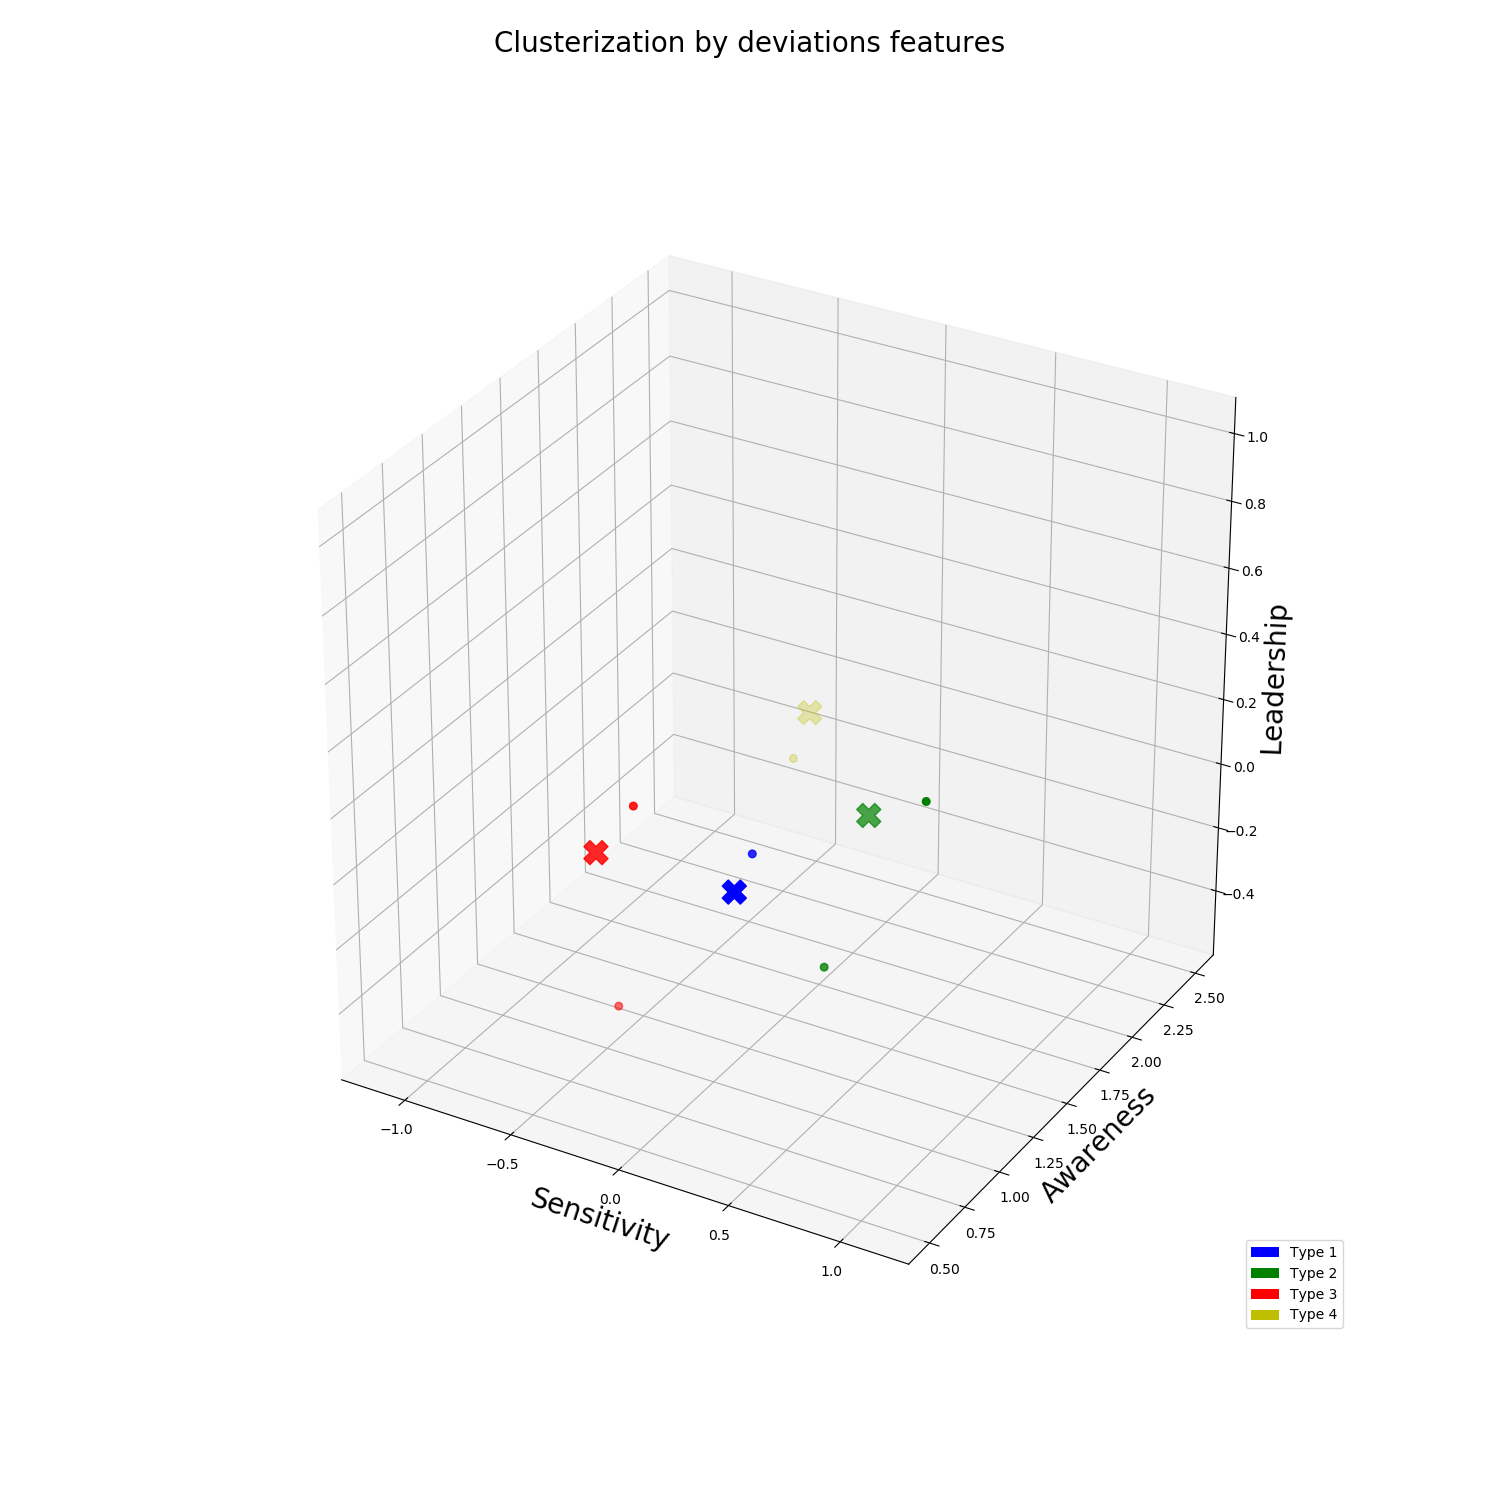 Clusterization by deviations features
1.0
0.8
0.6
0.4
0.2
0.0
−0.2
−0.4
Leadership
2.50
2.25
2.00
1.75
1.50
1.25
1.00
0.75
0.50
Awareness
−1.0
−0.5
0.0
0.5
1.0
Sensitivity
Type 1
Type 2
Type 3
Type 4